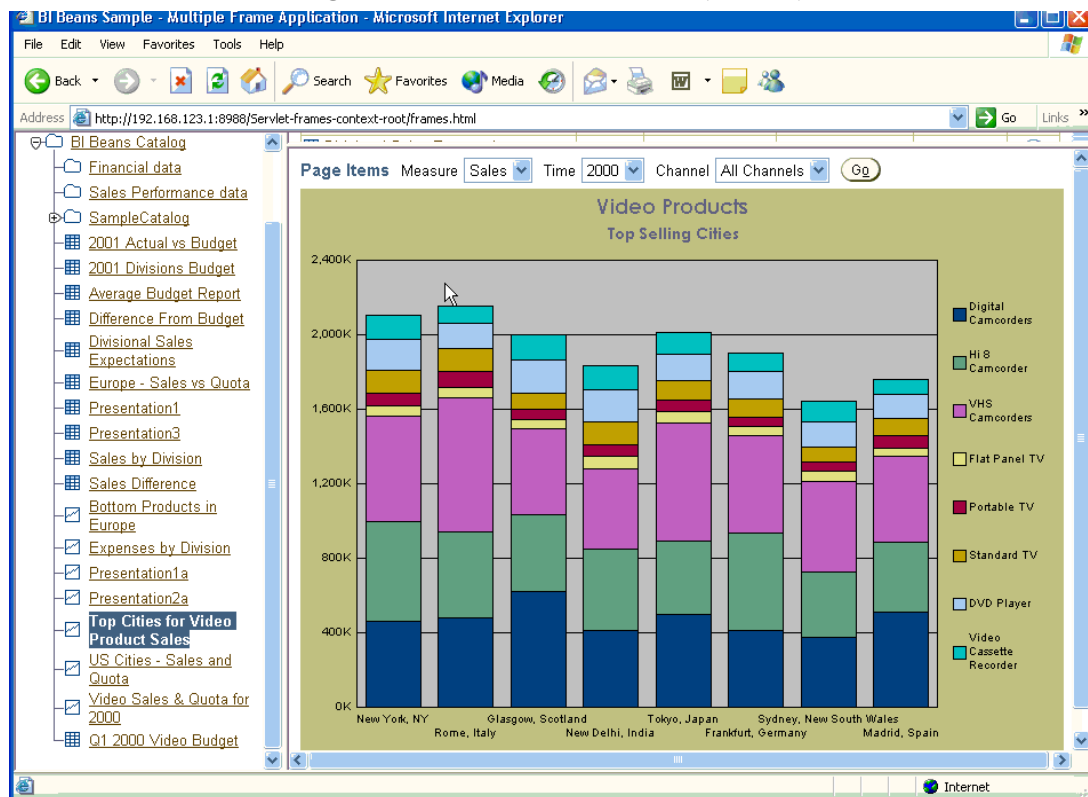 BI Beans Sample - Multiple Frame Application - Microsoft Internet Explorer
File Edit View Favorites Tools Help
Back Search Favorites Media
Address http://192.168.123.1:8988/Servlet-frames-context-root/frames.html Go Links »
BI Beans Catalog
Financial data
Sales Performance data
SampleCatalog
2001 Actual vs Budget
2001 Divisions Budget
Average Budget Report
Difference From Budget
Divisional Sales
Expectations
Europe - Sales vs Quota
Presentation1
Presentation3
Sales by Division
Sales Difference
Bottom Products in
Europe
Expenses by Division
Presentation1a
Presentation2a
Top Cities for Video
Product Sales
US Cities - Sales and
Quota
Video Sales & Quota for
2000
Q1 2000 Video Budget
Page Items Measure Sales Time 2000 Channel All Channels Go
Video Products
Top Selling Cities
2,400K
2,000K
1,600K
1,200K
800K
400K
0K
New York, NY Glasgow, Scotland Tokyo, Japan Sydney, New South Wales
Rome, Italy New Delhi, India Frankfurt, Germany Madrid, Spain
Digital
Camcorders
Hi 8
Camcorder
VHS
Camcorders
Flat Panel TV
Portable TV
Standard TV
DVD Player
Video
Cassette
Recorder
Internet